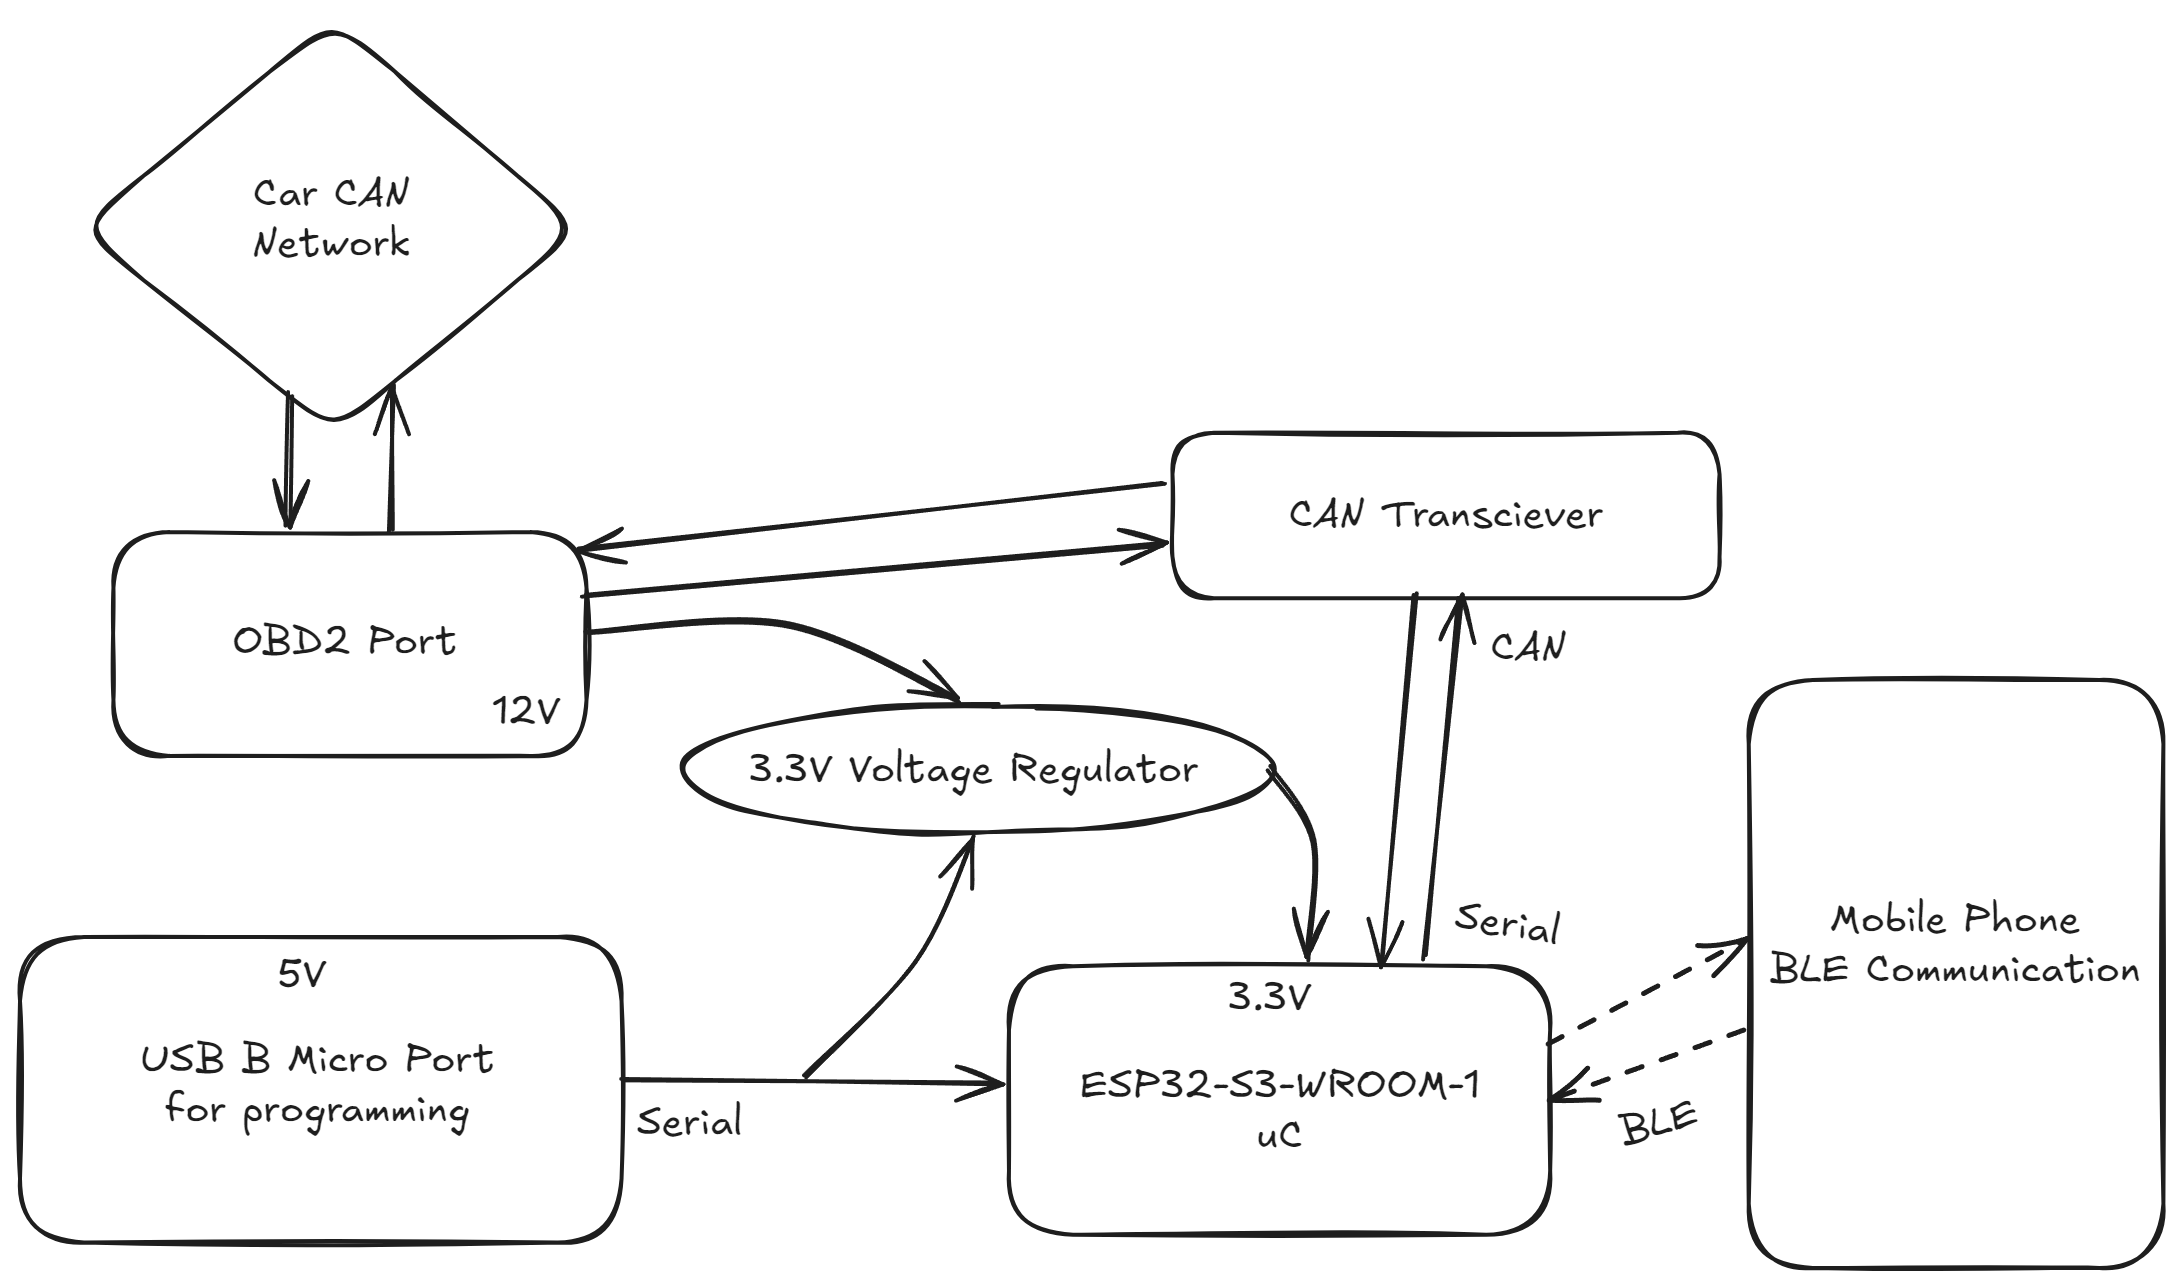 Car CAN
Network
CAN Transciever
CAN
OBD2 Port
12V
3.3V Voltage Regulator
Serial
Mobile Phone
BLE Communication
5V
USB B Micro Port
for programming
Serial
3.3V
ESP32-S3-WROOM-1
uC
BLE